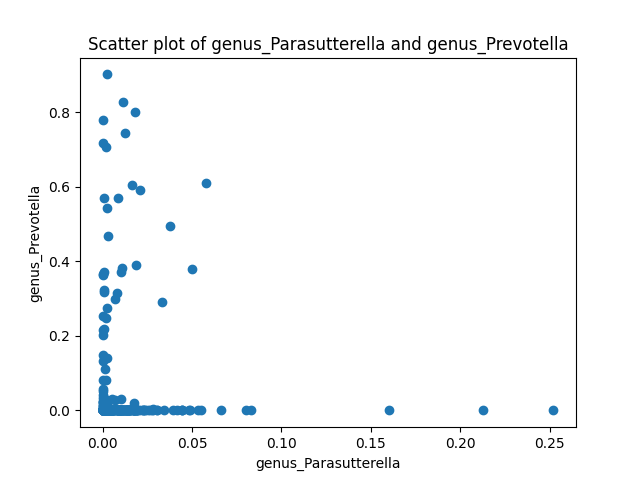 Scatter plot of genus_Parasutterella and genus_Prevotella
genus_Prevotella
0.8
0.6
0.4
0.2
0.0
0.00 0.05 0.10 0.15 0.20 0.25
genus_Parasutterella